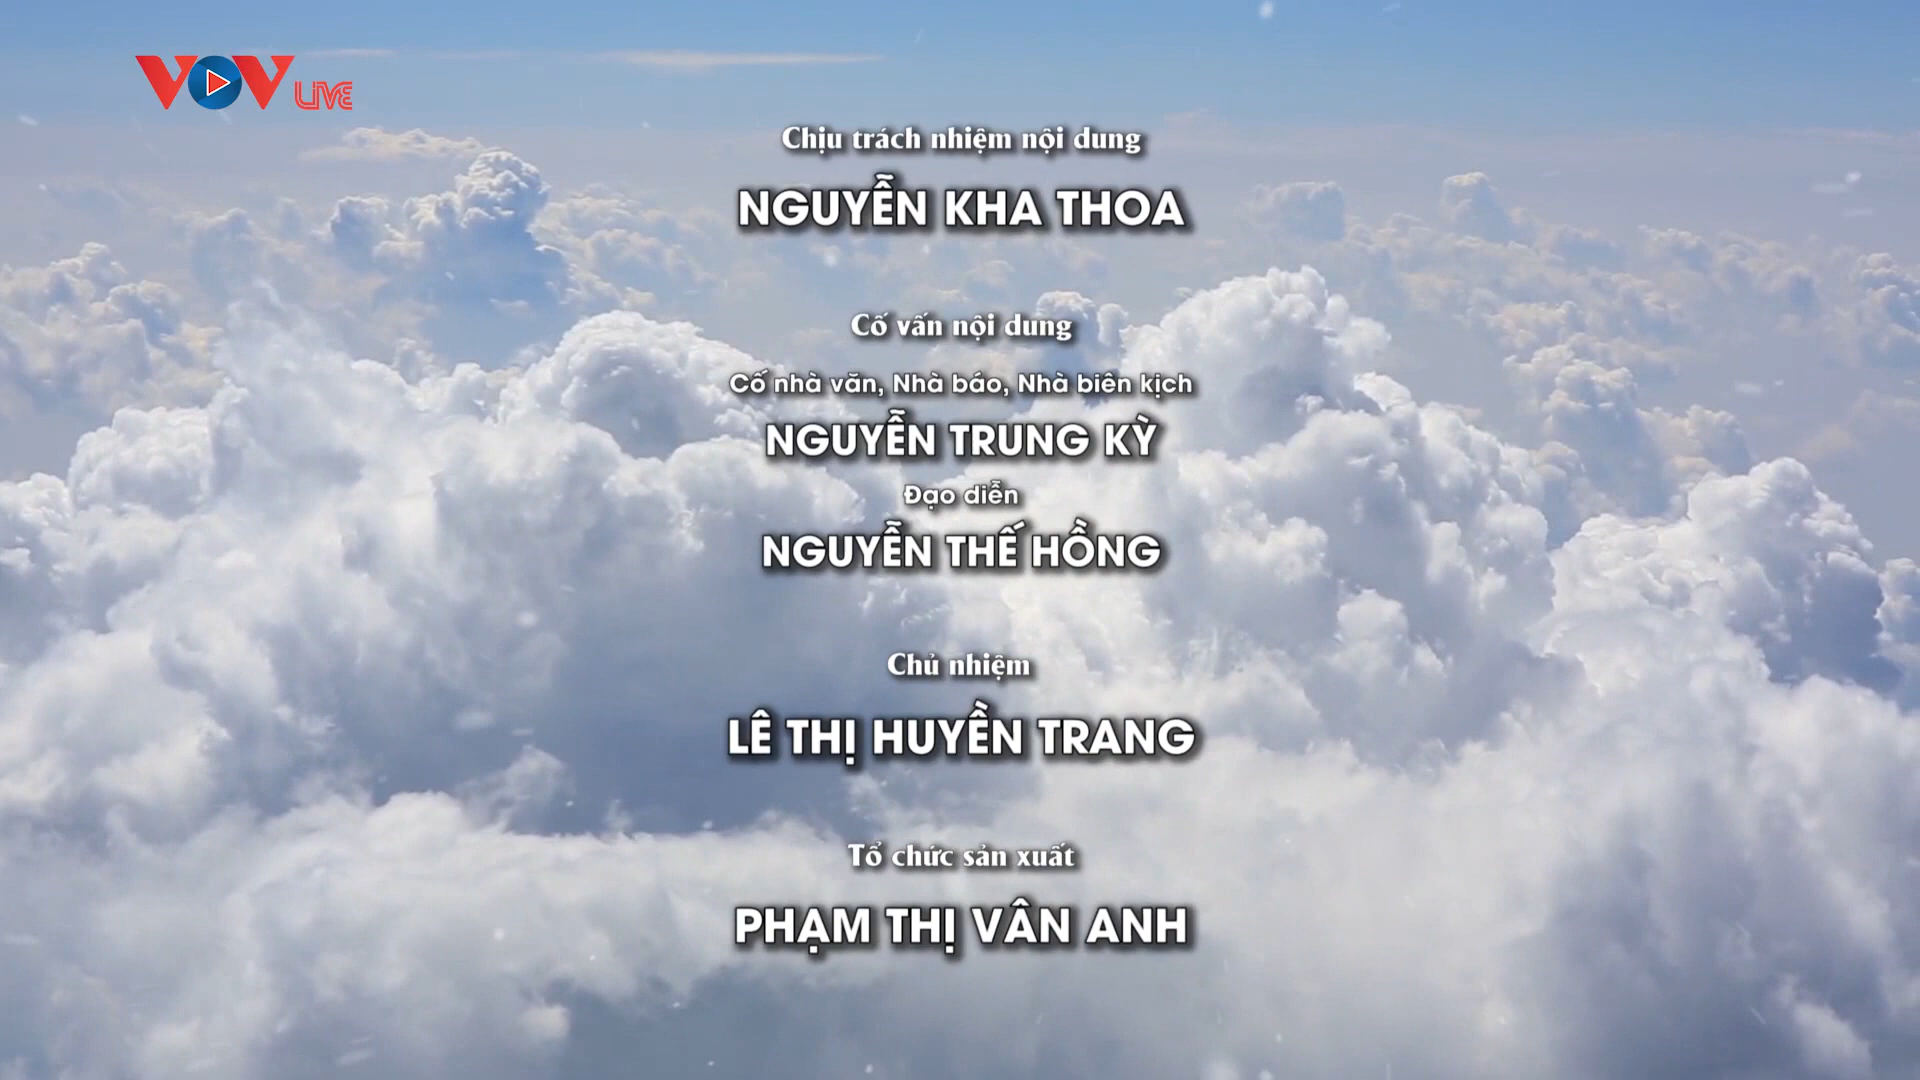 VOV LIVE
Chịu trách nhiệm nội dung
NGUYỄN KHA THOA
Cố vấn nội dung
Cố nhà văn, Nhà báo, Nhà biên kịch
NGUYỄN TRUNG KỲ
Đạo diễn
NGUYỄN THẾ HỒNG
Chủ nhiệm
LÊ THỊ HUYỀN TRANG
Tổ chức sản xuất
PHẠM THỊ VÂN ANH